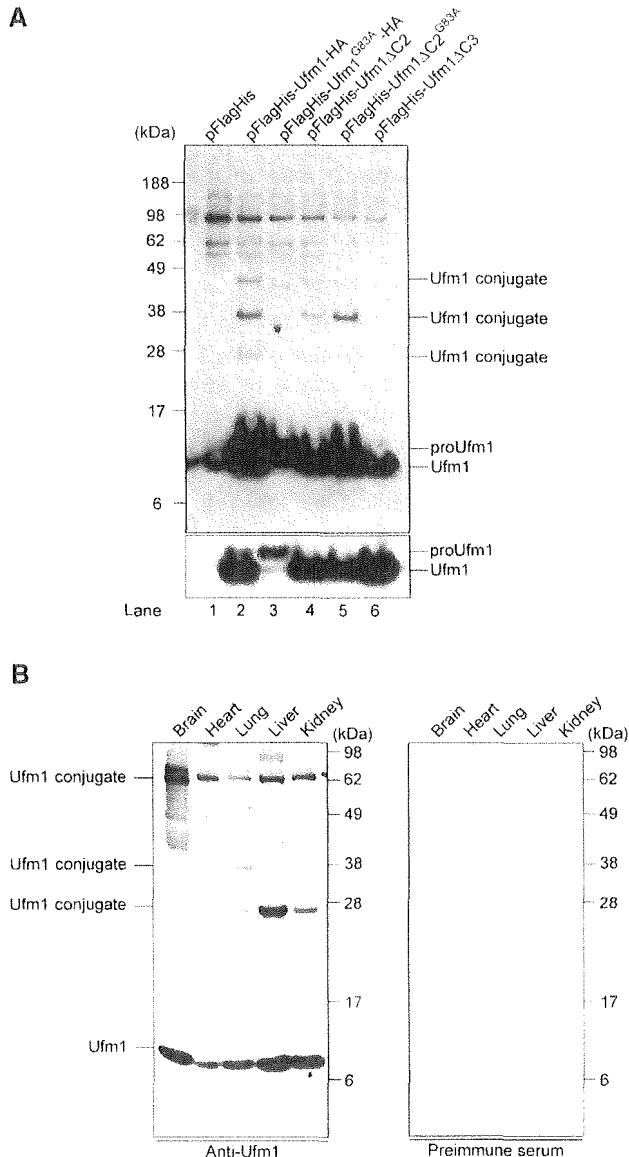 A
pFlagHis
pFlagHis-Ufm1-HA
pFlagHis-Ufm1G83A-HA
pFlagHis-Ufm1ΔC2
pFlagHis-Ufm1ΔC2G83A
pFlagHis-Ufm1ΔC3
(kDa)
188
98
62
49
38
28
17
6
Ufm1 conjugate
Ufm1 conjugate
Ufm1 conjugate
proUfm1
Ufm1
proUfm1
Ufm1
Lane 1 2 3 4 5 6
B
Brain Heart Lung Liver Kidney
(kDa)
Ufm1 conjugate
Ufm1 conjugate
Ufm1 conjugate
Ufm1
98
62
49
38
28
17
6
Anti-Ufm1
Brain Heart Lung Liver Kidney
(kDa)
98
62
49
38
28
17
6
Preimmune serum